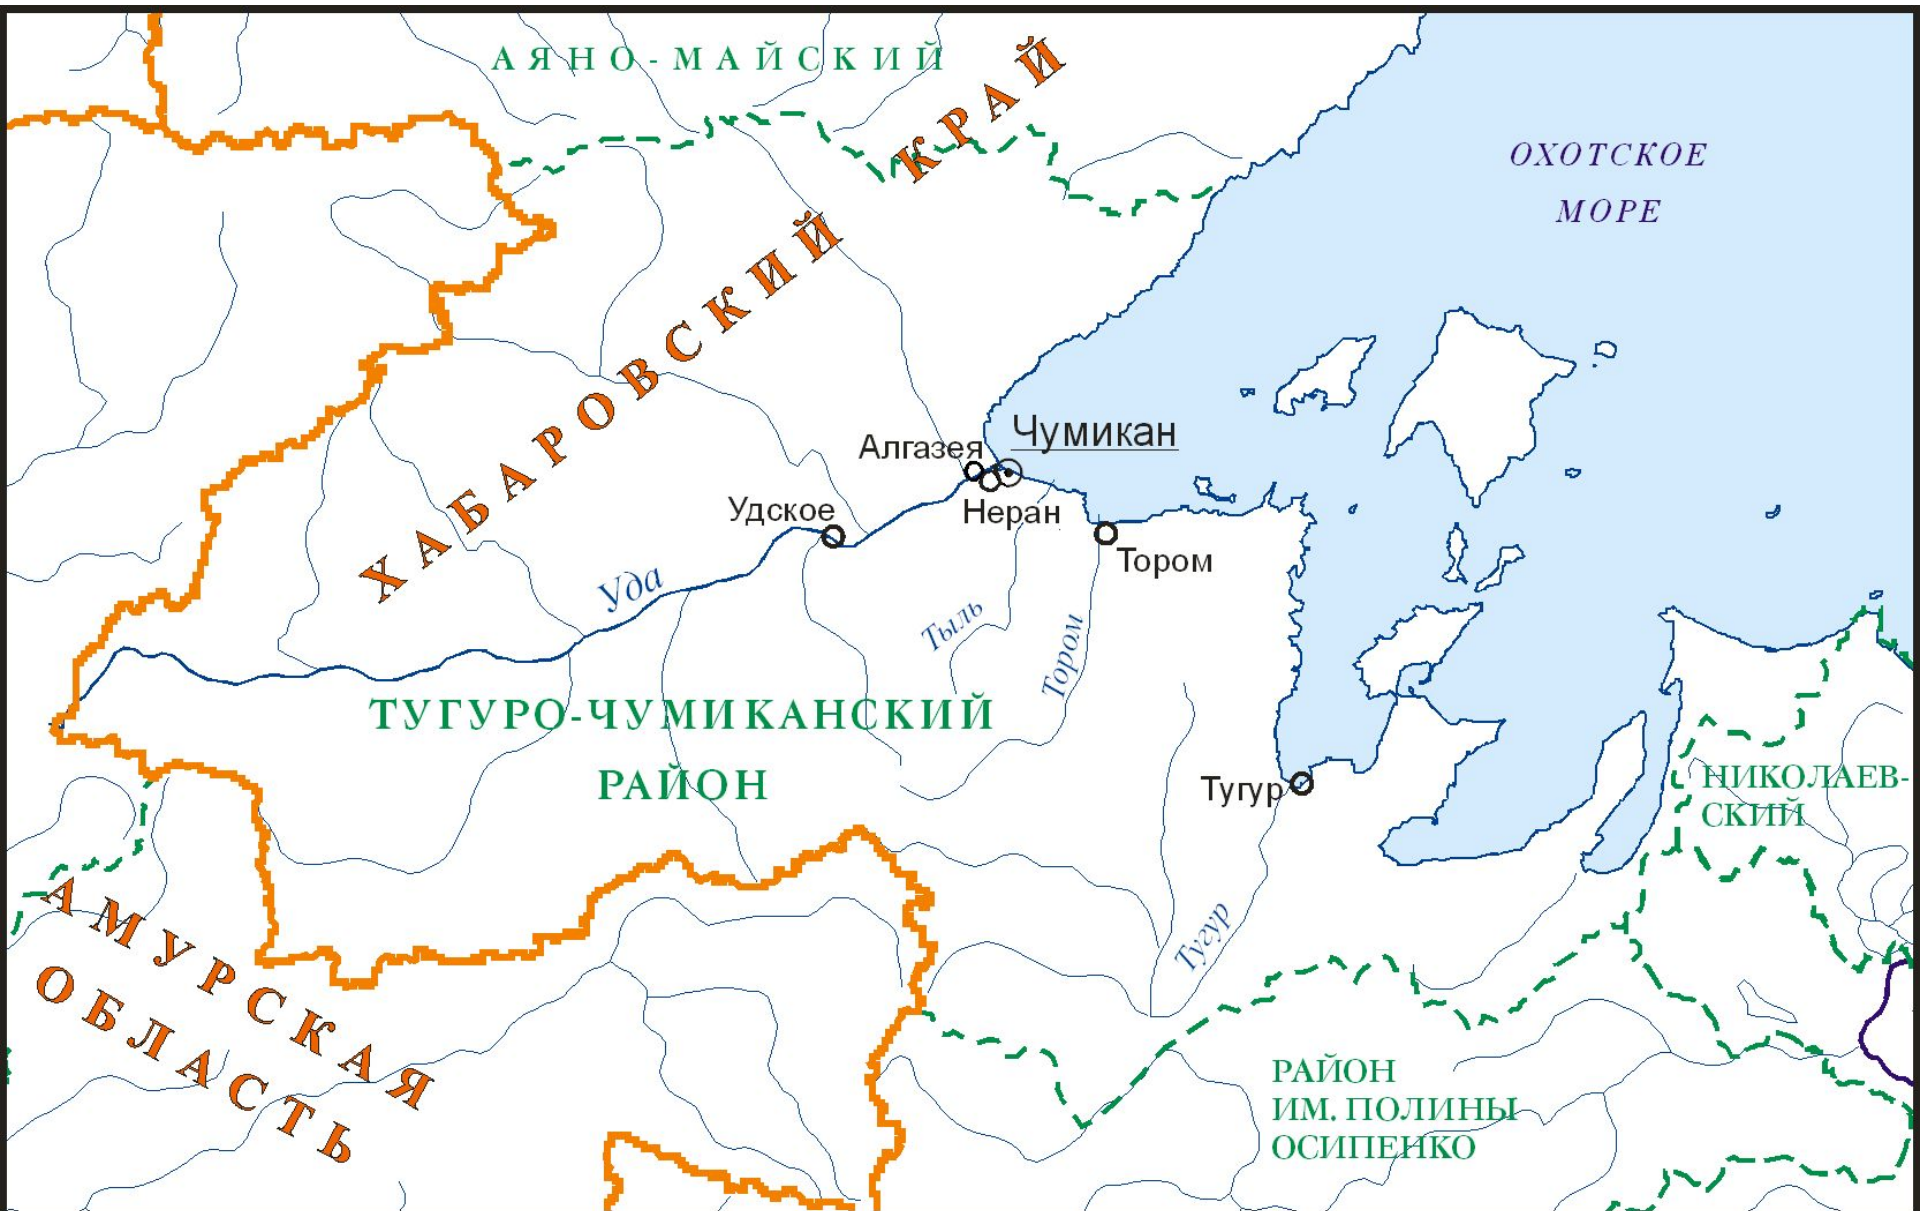 АЯНО-МАЙСКИЙ
ХАБАРОВСКИЙ КРАЙ
ОХОТСКОЕ
МОРЕ
Чумикан
Алгазея
Неран
Удское
Тором
Уда
Тыль
Тором
ТУГУРО-ЧУМИКАНСКИЙ
РАЙОН
Тугур
Тугур
НИКОЛАЕВ-
СКИЙ
АМУРСКАЯ
ОБЛАСТЬ
РАЙОН
ИМ. ПОЛИНЫ
ОСИПЕНКО